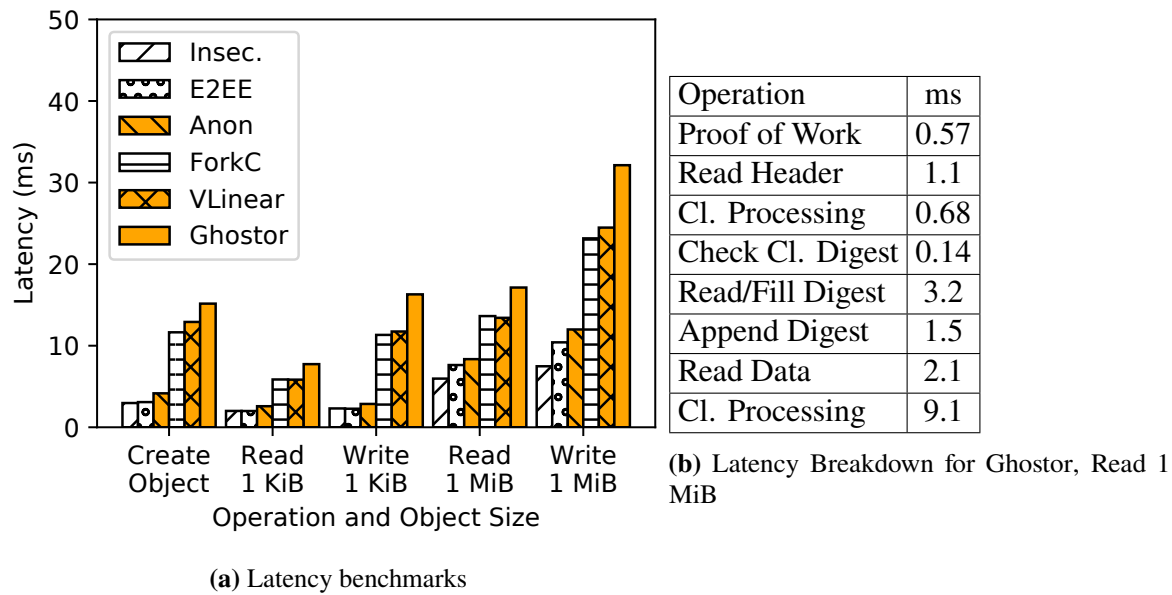 50
40
30
20
10
0
Latency (ms)
Insec.
E2EE
Anon
ForkC
VLinear
Ghostor
Create
Object
Read
1 KiB
Write
1 KiB
Read
1 MiB
Write
1 MiB
Operation and Object Size
(a) Latency benchmarks
Operation ms
Proof of Work 0.57
Read Header 1.1
Cl. Processing 0.68
Check Cl. Digest 0.14
Read/Fill Digest 3.2
Append Digest 1.5
Read Data 2.1
Cl. Processing 9.1
(b) Latency Breakdown for Ghostor, Read 1
MiB